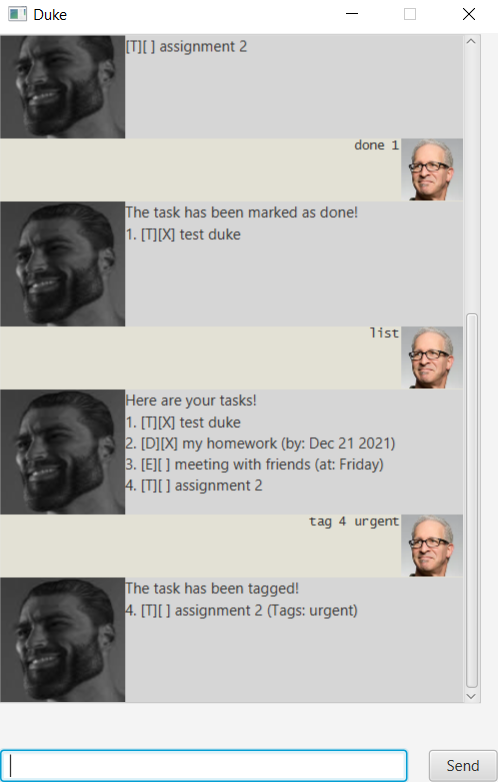 Duke
[T][ ] assignment 2
done 1
The task has been marked as done!
1. [T][X] test duke
list
Here are your tasks!
1. [T][X] test duke
2. [D][X] my homework (by: Dec 21 2021)
3. [E][ ] meeting with friends (at: Friday)
4. [T][ ] assignment 2
tag 4 urgent
The task has been tagged!
4. [T][ ] assignment 2 (Tags: urgent)
Send